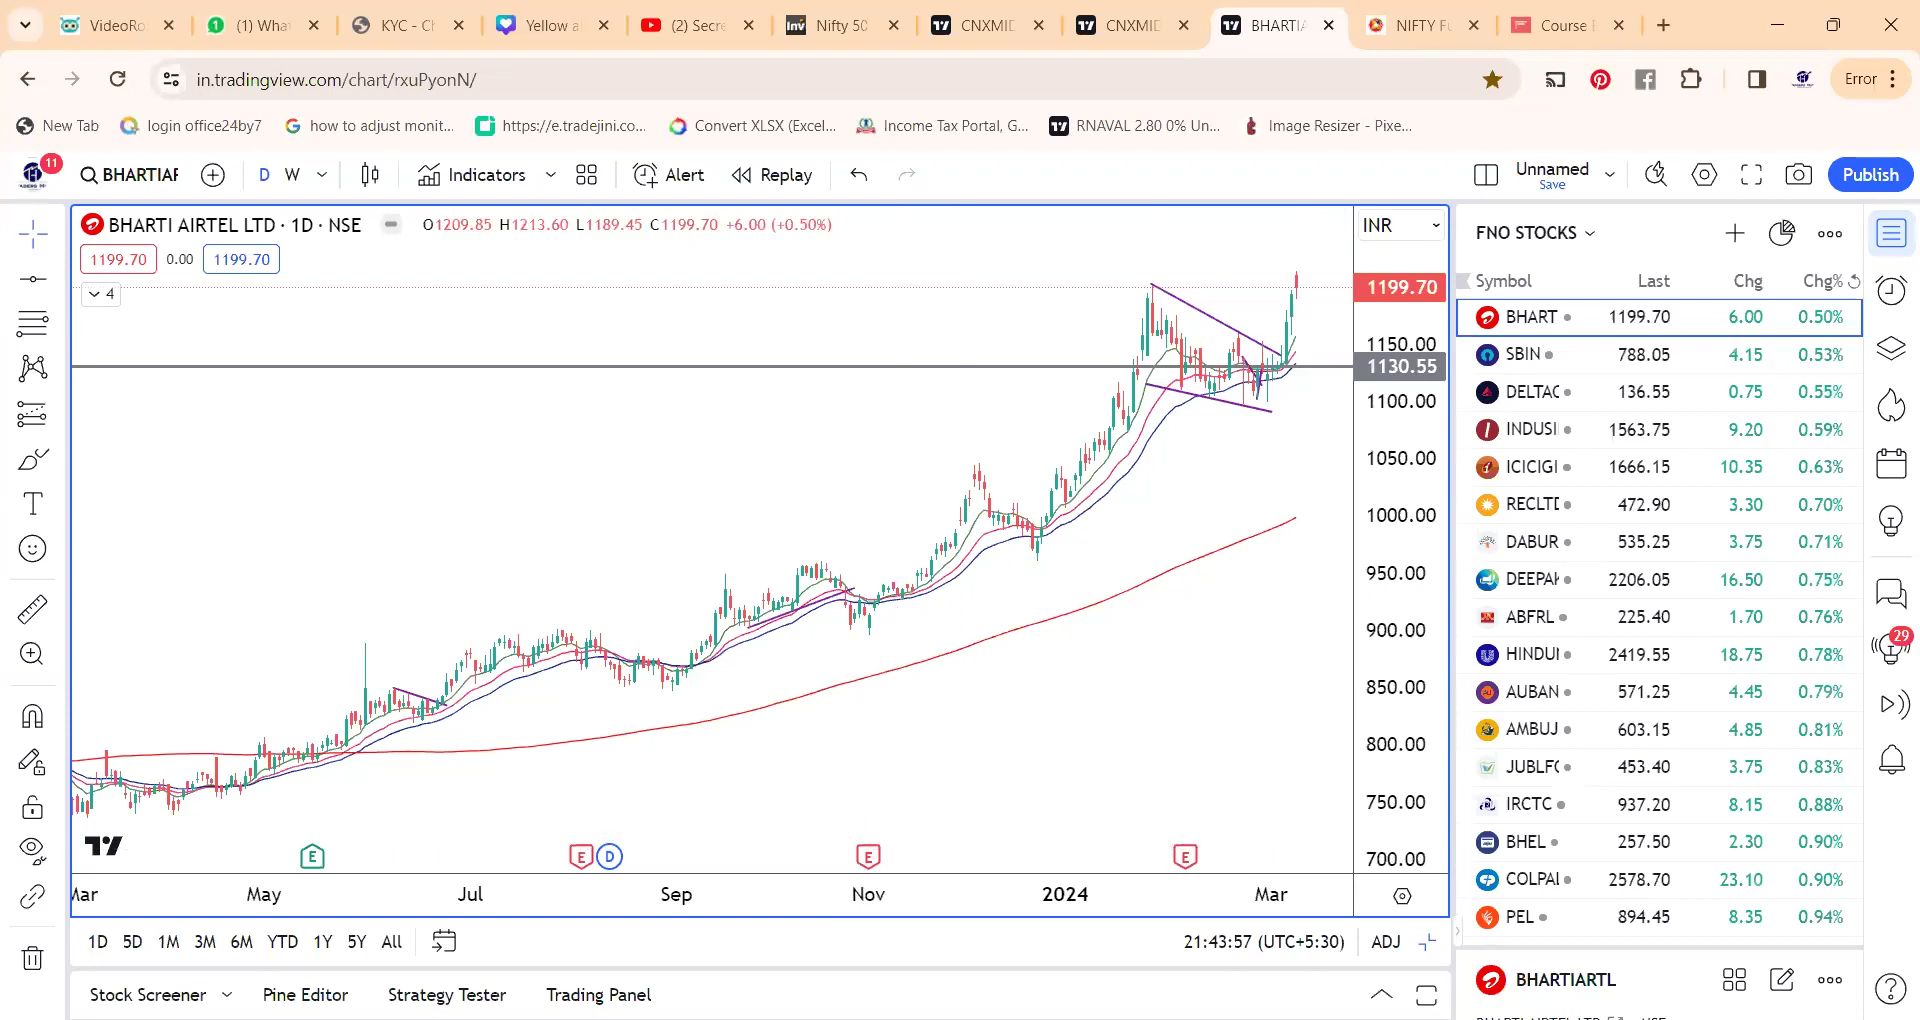 VideoRo
(1) What
KYC - Ch
Yellow a
(2) Secre
Nifty 50
CNXMID
CNXMID
BHARTIA
NIFTY Fu
Course
in.tradingview.com/chart/rxuPyonN/
Error
New Tab
login office24by7
how to adjust monit...
https://e.tradejini.co...
Convert XLSX (Excel...
Income Tax Portal, G...
RNAVAL 2.80 0% Un...
Image Resizer - Pixe...
11
BHARTIAR
D
W
Indicators
Alert
Replay
Unnamed
Save
Publish
BHARTI AIRTEL LTD · 1D · NSE
O1209.85 H1213.60 L1189.45 C1199.70 +6.00 (+0.50%)
INR
1199.70 0.00 1199.70
4
1199.70
1150.00
1130.55
1100.00
1050.00
1000.00
950.00
900.00
850.00
800.00
750.00
700.00
E
E
D
E
E
Mar May Jul Sep Nov 2024 Mar
1D 5D 1M 3M 6M YTD 1Y 5Y All
21:43:57 (UTC+5:30) ADJ
Stock Screener Pine Editor Strategy Tester Trading Panel
FNO STOCKS
Symbol Last Chg Chg%
BHART 1199.70 6.00 0.50%
SBIN 788.05 4.15 0.53%
DELTAC 136.55 0.75 0.55%
INDUSI 1563.75 9.20 0.59%
ICICIGI 1666.15 10.35 0.63%
RECLTD 472.90 3.30 0.70%
DABUR 535.25 3.75 0.71%
DEEPAK 2206.05 16.50 0.75%
ABFRL 225.40 1.70 0.76%
HINDUN 2419.55 18.75 0.78%
AUBAN 571.25 4.45 0.79%
AMBUJ 603.15 4.85 0.81%
JUBLFO 453.40 3.75 0.83%
IRCTC 937.20 8.15 0.88%
BHEL 257.50 2.30 0.90%
COLPAL 2578.70 23.10 0.90%
PEL 894.45 8.35 0.94%
BHARTIARTL
29